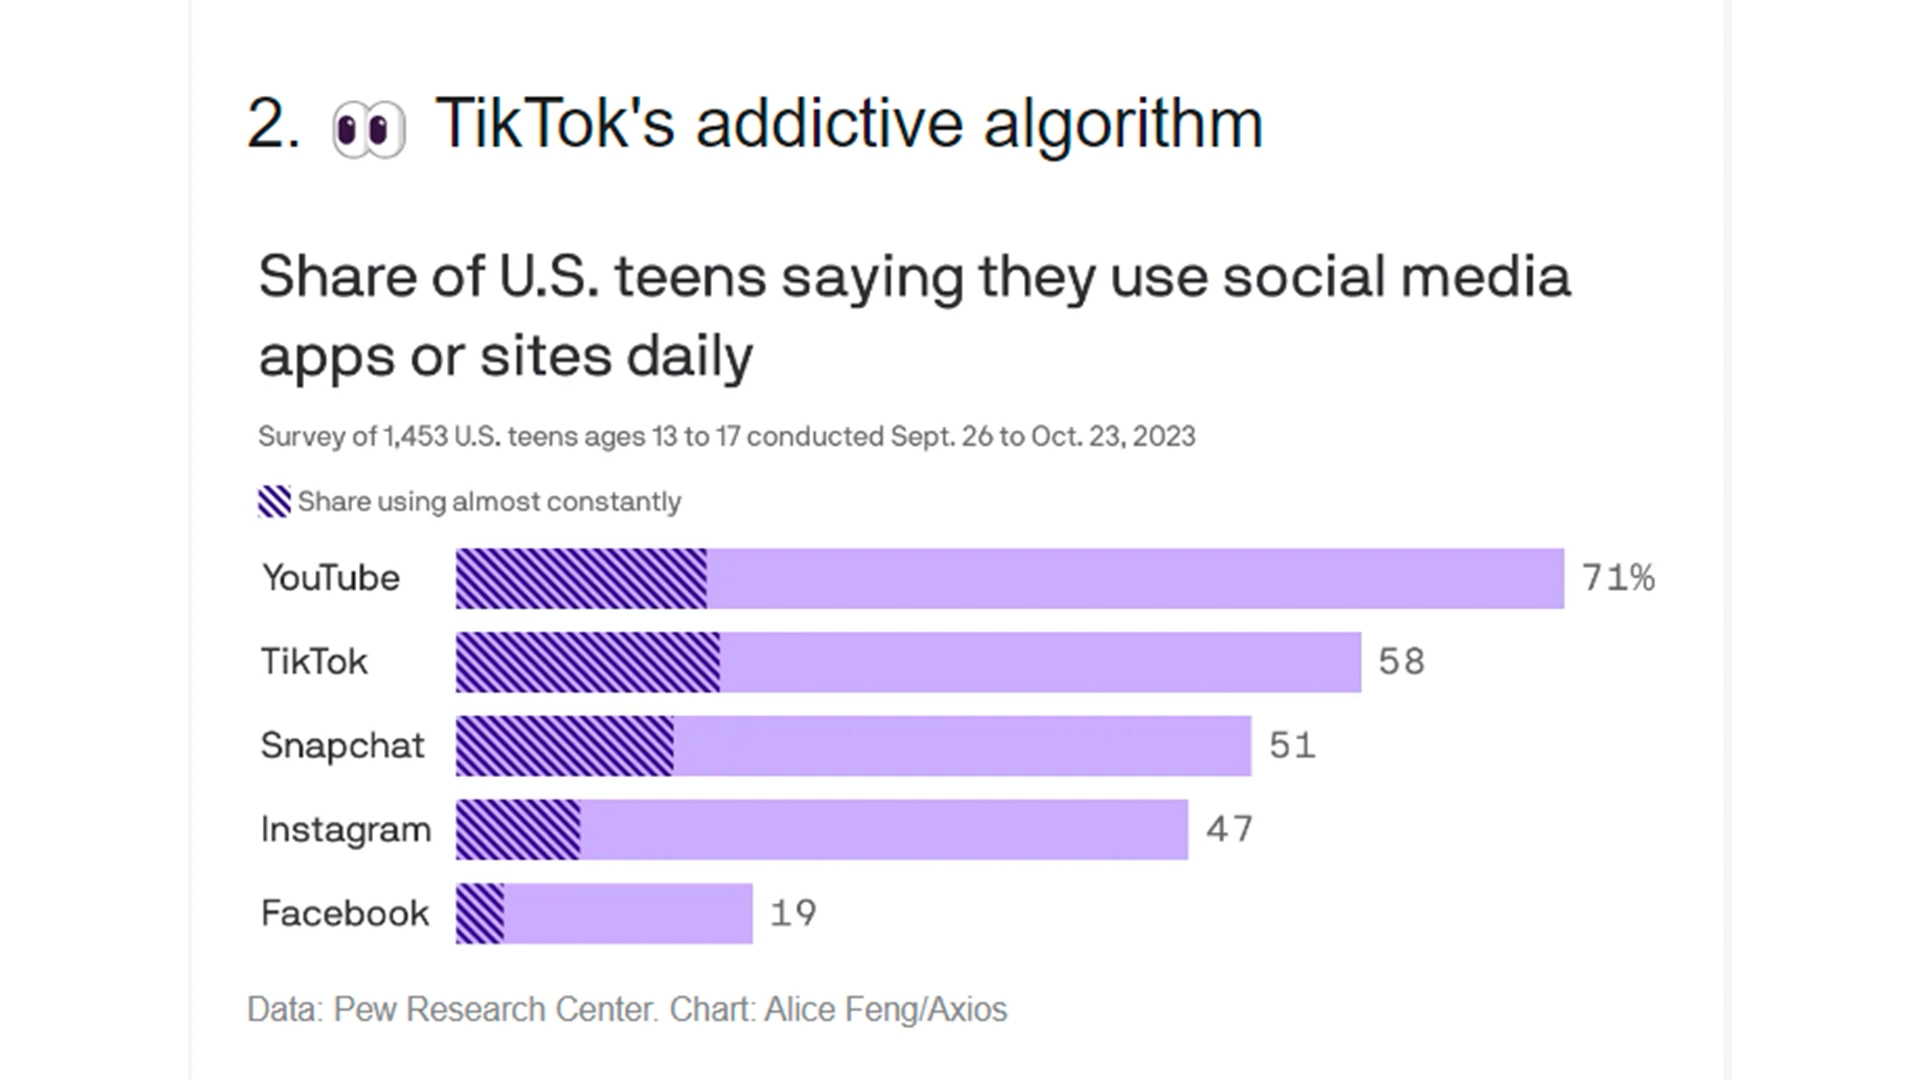 2. 👀 TikTok's addictive algorithm
Share of U.S. teens saying they use social media
apps or sites daily
Survey of 1,453 U.S. teens ages 13 to 17 conducted Sept. 26 to Oct. 23, 2023
Share using almost constantly
YouTube 71%
TikTok 58
Snapchat 51
Instagram 47
Facebook 19
Data: Pew Research Center. Chart: Alice Feng/Axios